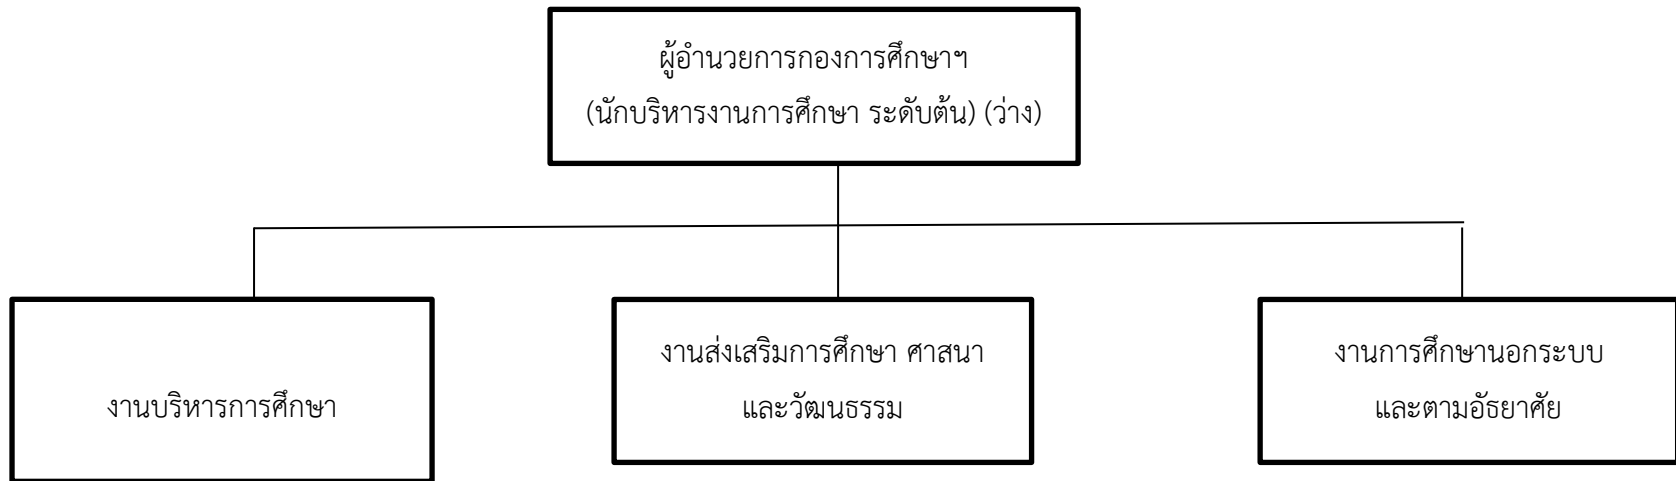 ผู้อำนวยการกองการศึกษาฯ
(นักบริหารงานการศึกษา ระดับต้น) (ว่าง)
งานบริหารการศึกษา
งานส่งเสริมการศึกษา ศาสนา
และวัฒนธรรม
งานการศึกษานอกระบบ
และตามอัธยาศัย